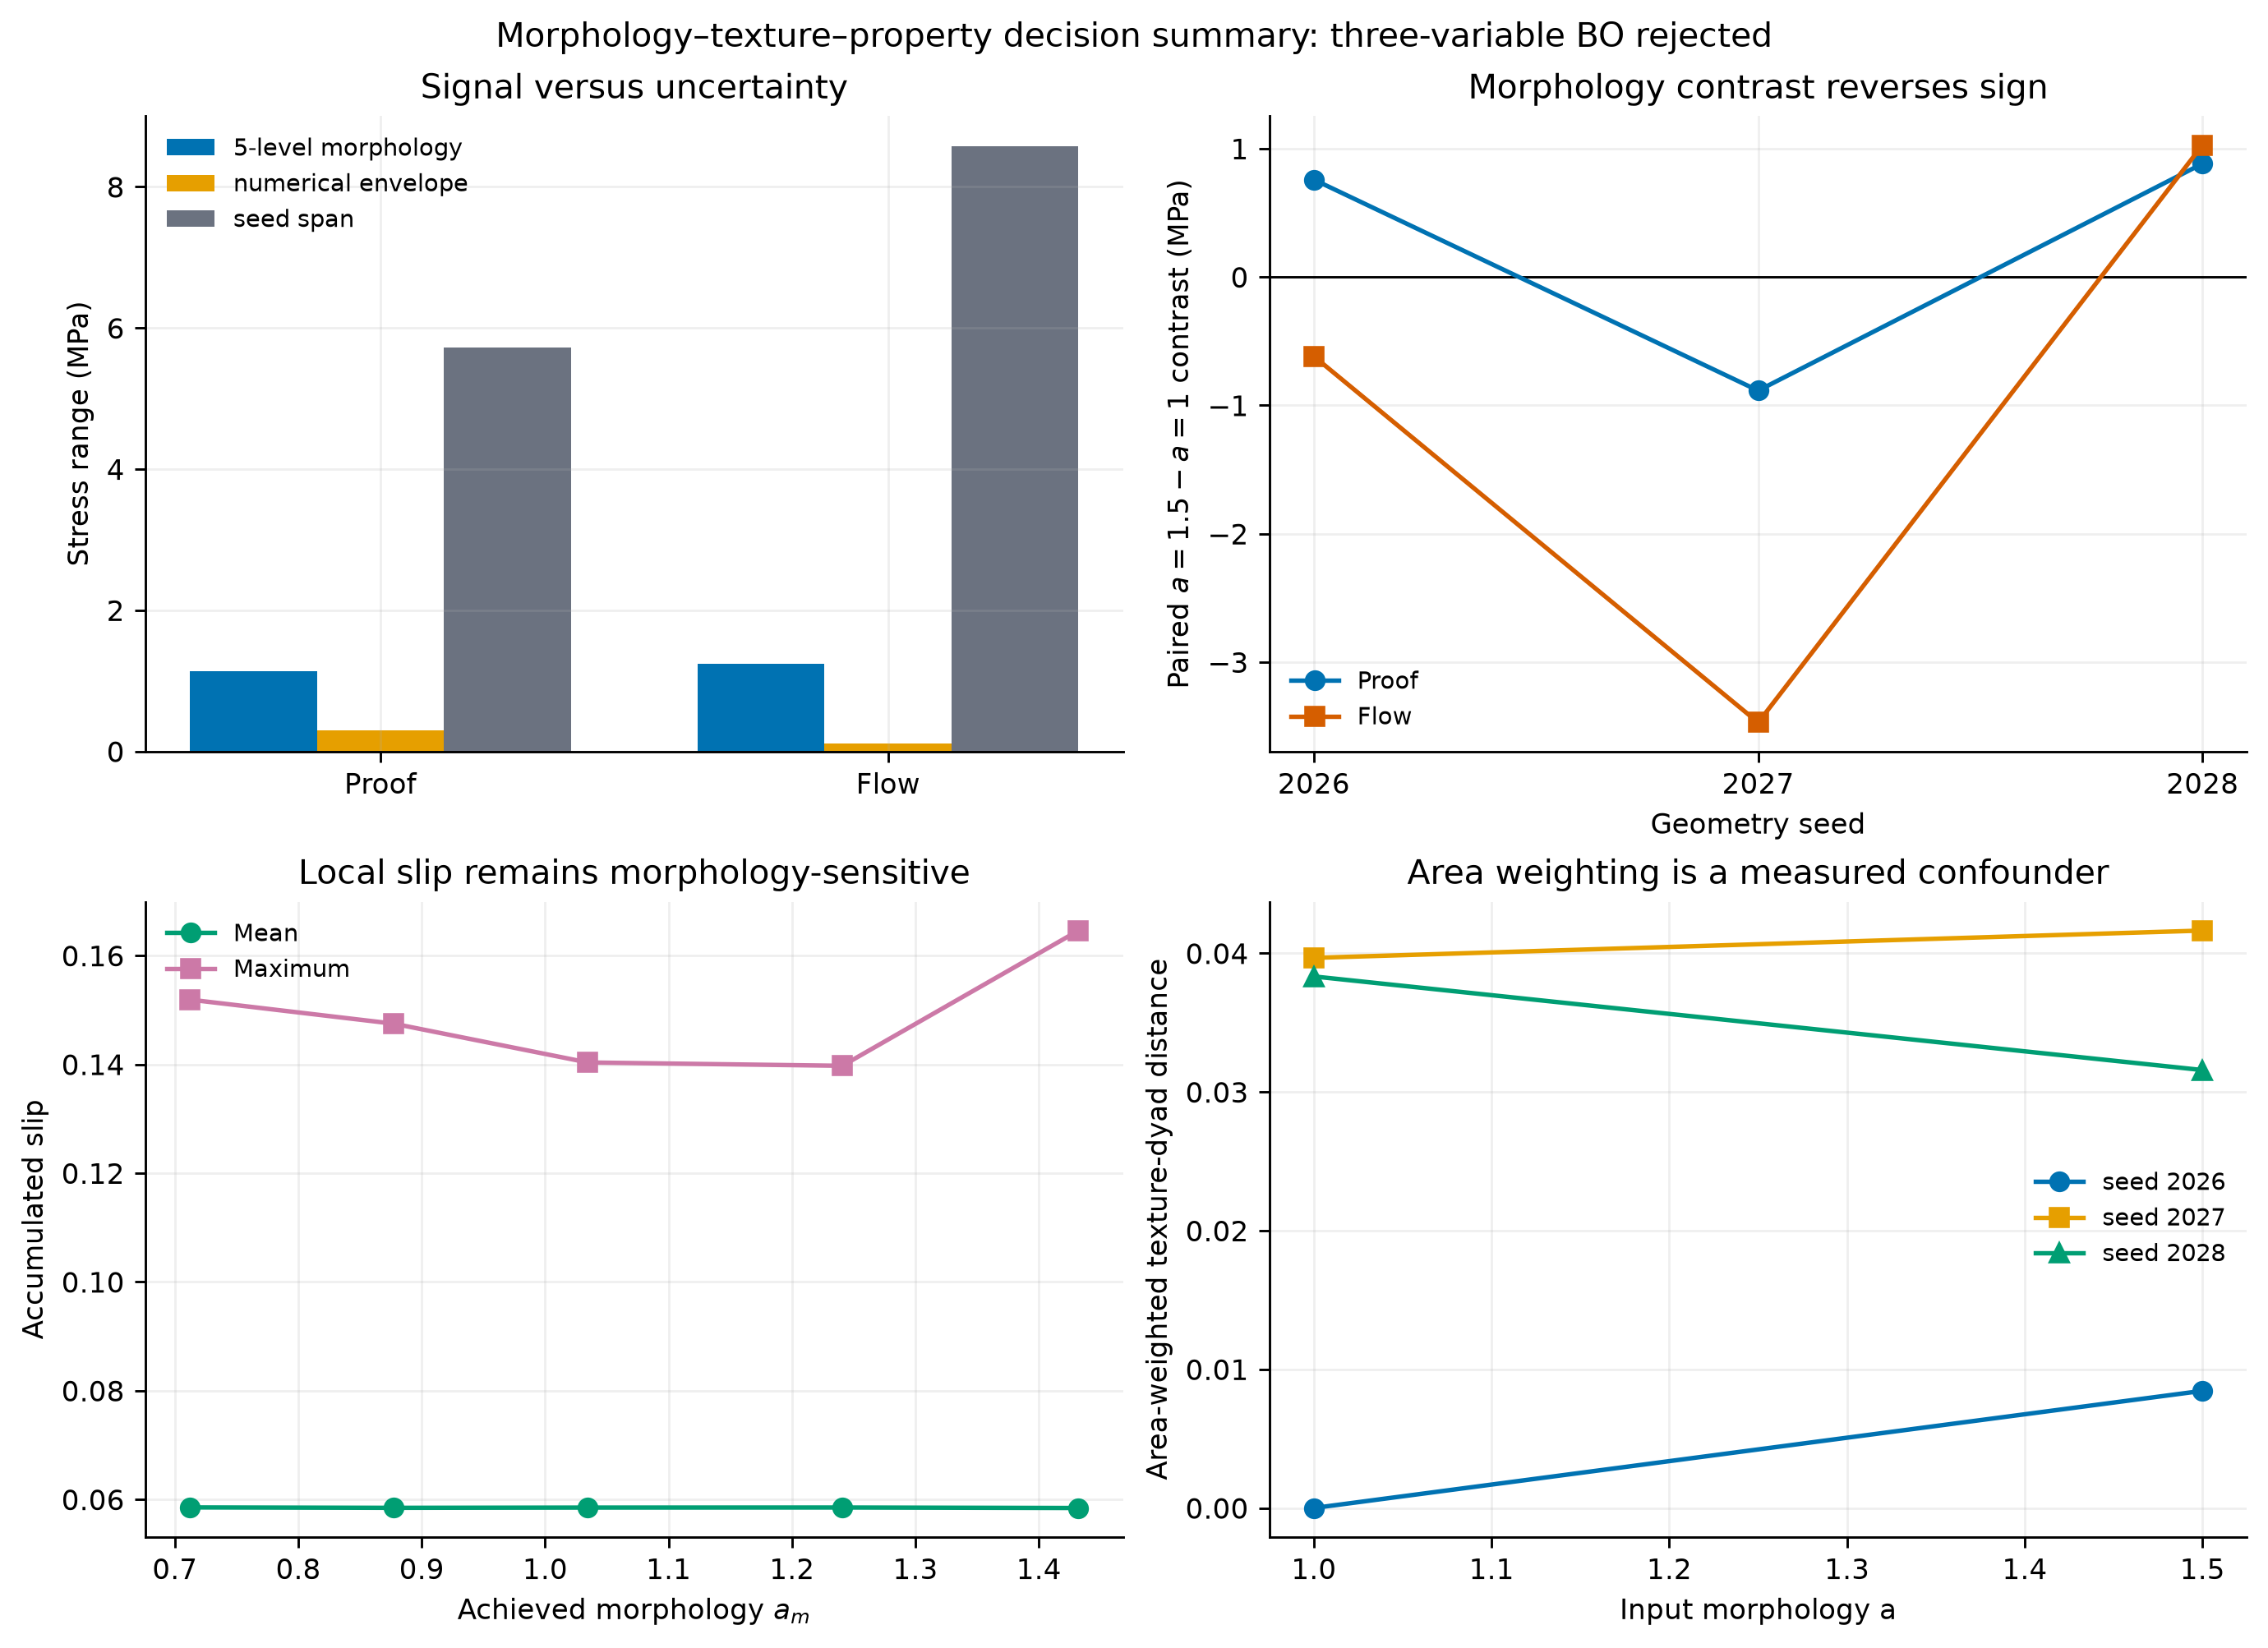 Morphology–texture–property decision summary: three-variable BO rejected
Signal versus uncertainty
5-level morphology
numerical envelope
seed span
Stress range (MPa)
8
6
4
2
0
Proof
Flow
Morphology contrast reverses sign
Paired a = 1.5 − a = 1 contrast (MPa)
1
0
−1
−2
−3
Proof
Flow
2026
2027
2028
Geometry seed
Local slip remains morphology-sensitive
Mean
Maximum
Accumulated slip
0.16
0.14
0.12
0.10
0.08
0.06
0.7
0.8
0.9
1.0
1.1
1.2
1.3
1.4
Achieved morphology aₘ
Area weighting is a measured confounder
Area-weighted texture-dyad distance
0.04
0.03
0.02
0.01
0.00
seed 2026
seed 2027
seed 2028
1.0
1.1
1.2
1.3
1.4
1.5
Input morphology a